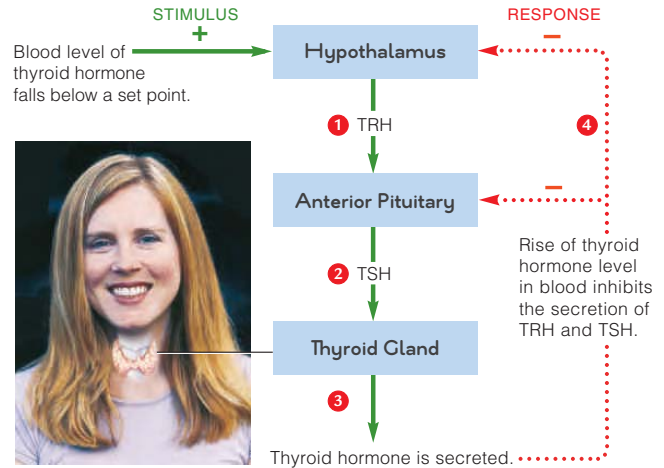 STIMULUS
+
Blood level of
thyroid hormone
falls below a set point.
Hypothalamus
RESPONSE
–
1 TRH
4
Anterior Pituitary
–
2 TSH
Rise of thyroid
hormone level
in blood inhibits
the secretion of
TRH and TSH.
Thyroid Gland
3
Thyroid hormone is secreted.